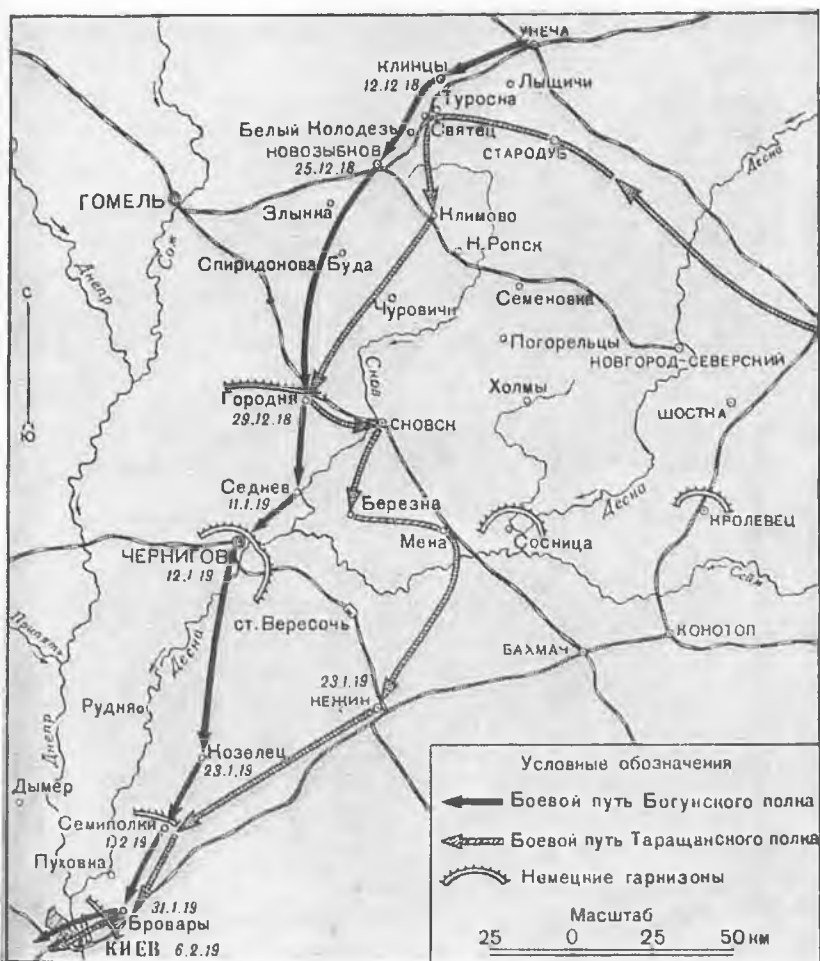 УНЕЧА
КЛИНЦЫ
12.12 18
Лыщичи
Туросна
Белый Колодезь
Святец
НОВОЗЫБКОВ
25.12.18
СТАРОДУБ
Десна
ГОМЕЛЬ
Злынка
Климово
Сож
Н. Ропск
Днепр
Спиридонова Буда
Семеновка
Чуровичи
С
Погорельцы
НОВГОРОД-СЕВЕРСКИЙ
Снов
Холмы
Городня
29.12.18
СНОВСК
ШОСТКА
Ю
Седнев
11.1.19
Березна
Десна
КРОЛЕВЕЦ
Мена
Сосница
ЧЕРНИГОВ
12.1 19
Сейм
Припять
Десна
ст. Вересочь
КОНОТОП
БАХМАЧ
23.1.19
НЕЖИН
Рудня
Днепр
Козелец
23.1.19
Дымер
Семиполки
Пуховка
31.1.19
Бровары
КИЕВ 6.2.19
Условные обозначения
Боевой путь Богунского полка
Боевой путь Таращанского полка
Немецкие гарнизоны
Масштаб
25 0 25 50 км